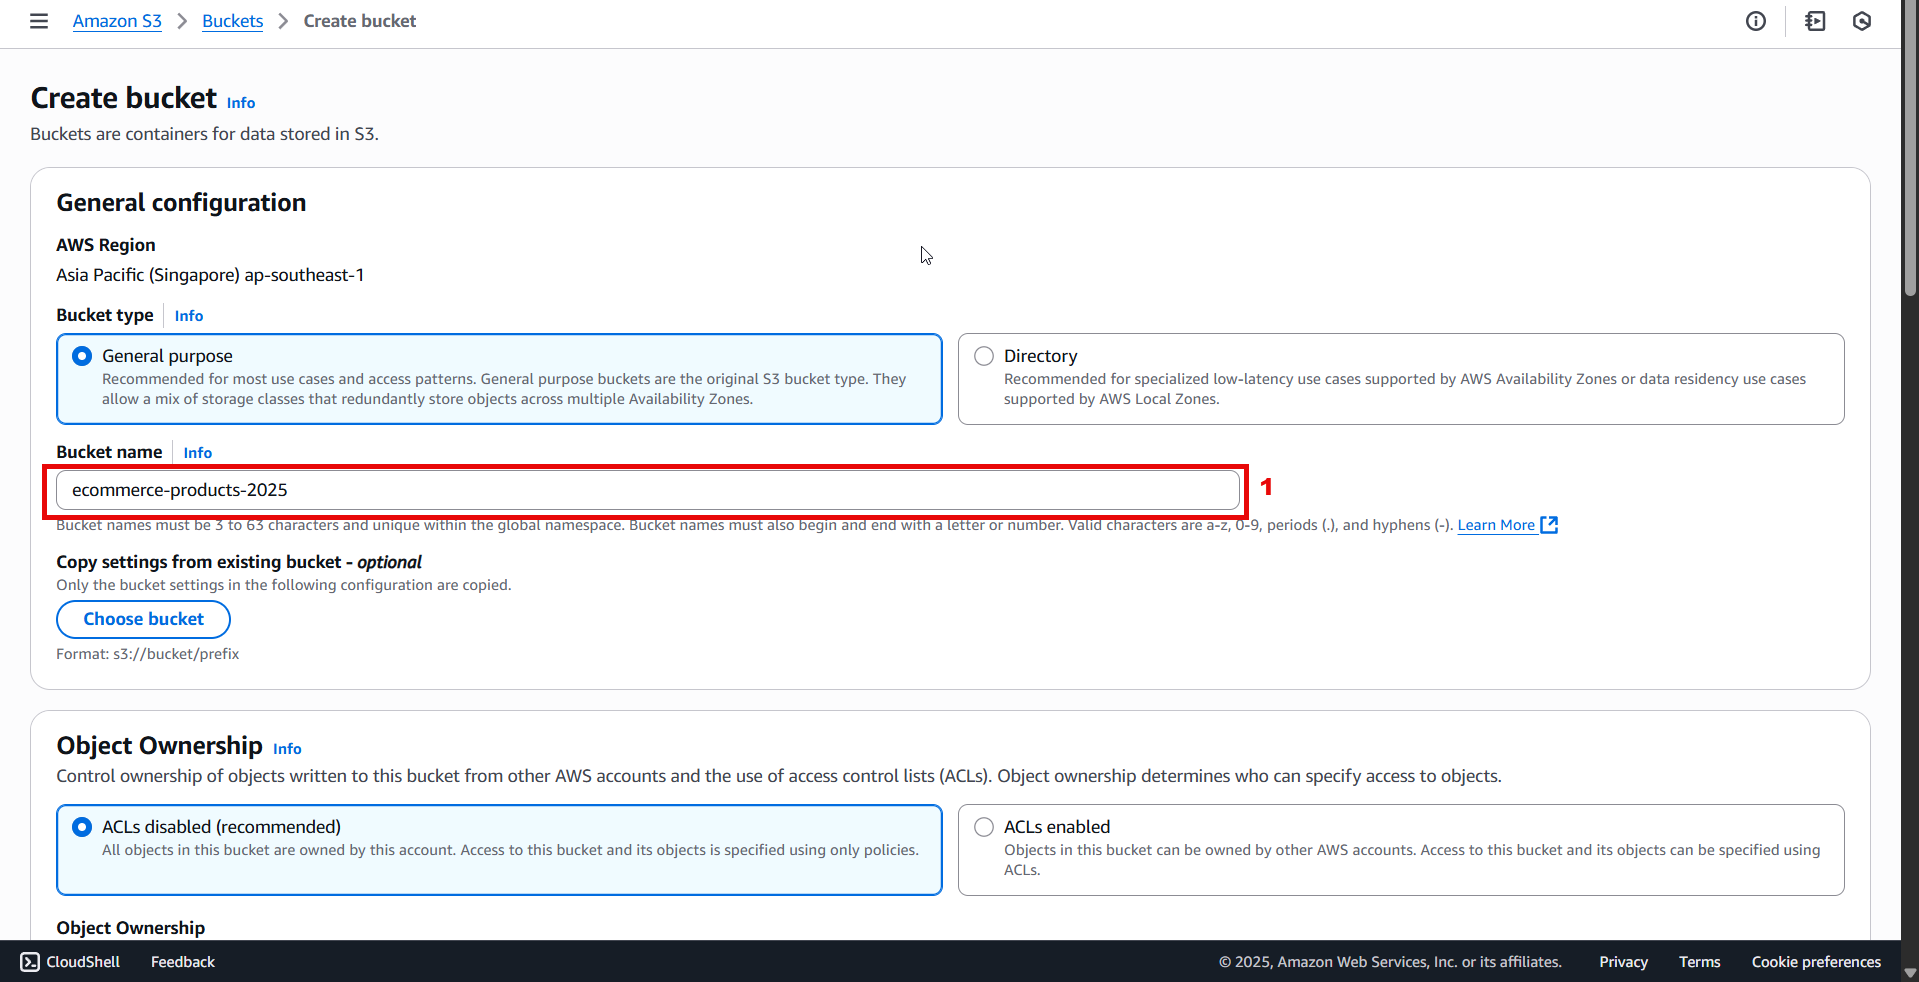 Amazon S3 > Buckets > Create bucket
Create bucket Info
Buckets are containers for data stored in S3.
General configuration
AWS Region
Asia Pacific (Singapore) ap-southeast-1
Bucket type Info
General purpose
Recommended for most use cases and access patterns. General purpose buckets are the original S3 bucket type. They
allow a mix of storage classes that redundantly store objects across multiple Availability Zones.
Directory
Recommended for specialized low-latency use cases supported by AWS Availability Zones or data residency use cases
supported by AWS Local Zones.
Bucket name Info
ecommerce-products-2025
1
Bucket names must be 3 to 63 characters and unique within the global namespace. Bucket names must also begin and end with a letter or number. Valid characters are a-z, 0-9, periods (.), and hyphens (-). Learn More
Copy settings from existing bucket - optional
Only the bucket settings in the following configuration are copied.
Choose bucket
Format: s3://bucket/prefix
Object Ownership Info
Control ownership of objects written to this bucket from other AWS accounts and the use of access control lists (ACLs). Object ownership determines who can specify access to objects.
ACLs disabled (recommended)
All objects in this bucket are owned by this account. Access to this bucket and its objects is specified using only policies.
ACLs enabled
Objects in this bucket can be owned by other AWS accounts. Access to this bucket and its objects can be specified using
ACLs.
Object Ownership
CloudShell Feedback © 2025, Amazon Web Services, Inc. or its affiliates. Privacy Terms Cookie preferences